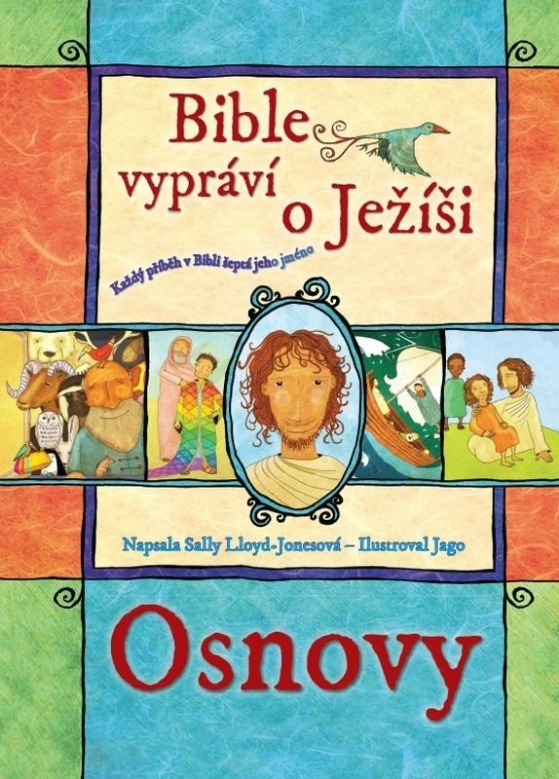 Bible
vypráví
o Ježíši
Každý příběh v Bibli šeptá jeho jméno
Napsala Sally Lloyd-Jonesová – Ilustroval Jago
Osnovy